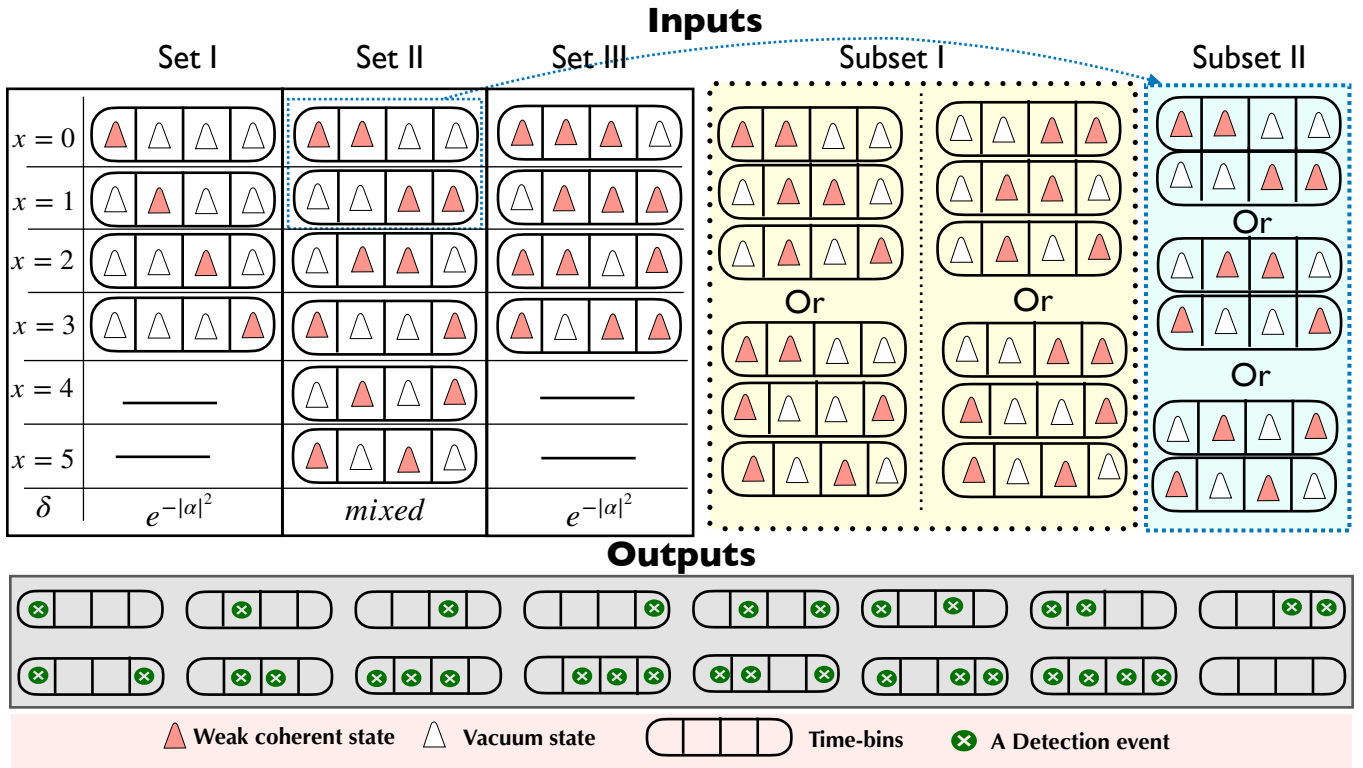 Inputs
Set I Set II Set III Subset I Subset II
x = 0
x = 1
Or
x = 2
x = 3
Or Or
Or
x = 4
x = 5
δ e^{-|α|^2} mixed e^{-|α|^2}
Outputs
Weak coherent state Vacuum state Time-bins A Detection event